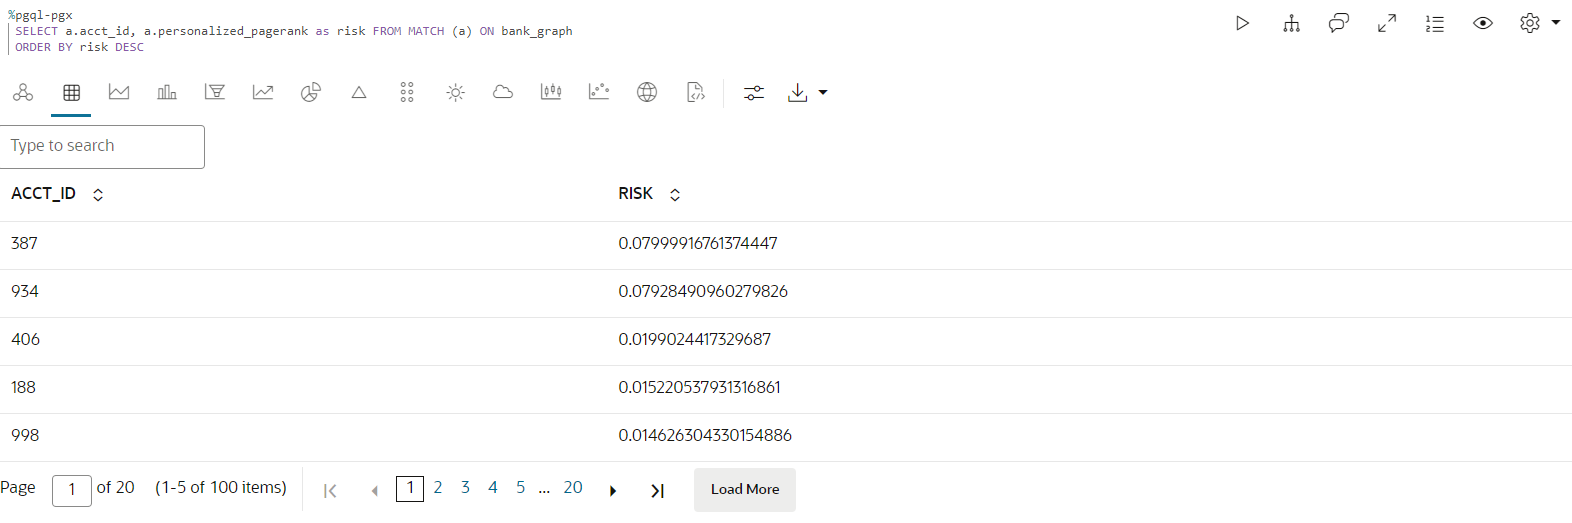 %pgql-pgx
SELECT a.acct_id, a.personalized_pagerank as risk FROM MATCH (a) ON bank_graph
ORDER BY risk DESC
Type to search
ACCT_ID RISK
387 0.07999916761374447
934 0.07928490960279826
406 0.0199024417329687
188 0.015220537931316861
998 0.014626304330154886
Page 1 of 20 (1-5 of 100 items) 1 2 3 4 5 ... 20 Load More